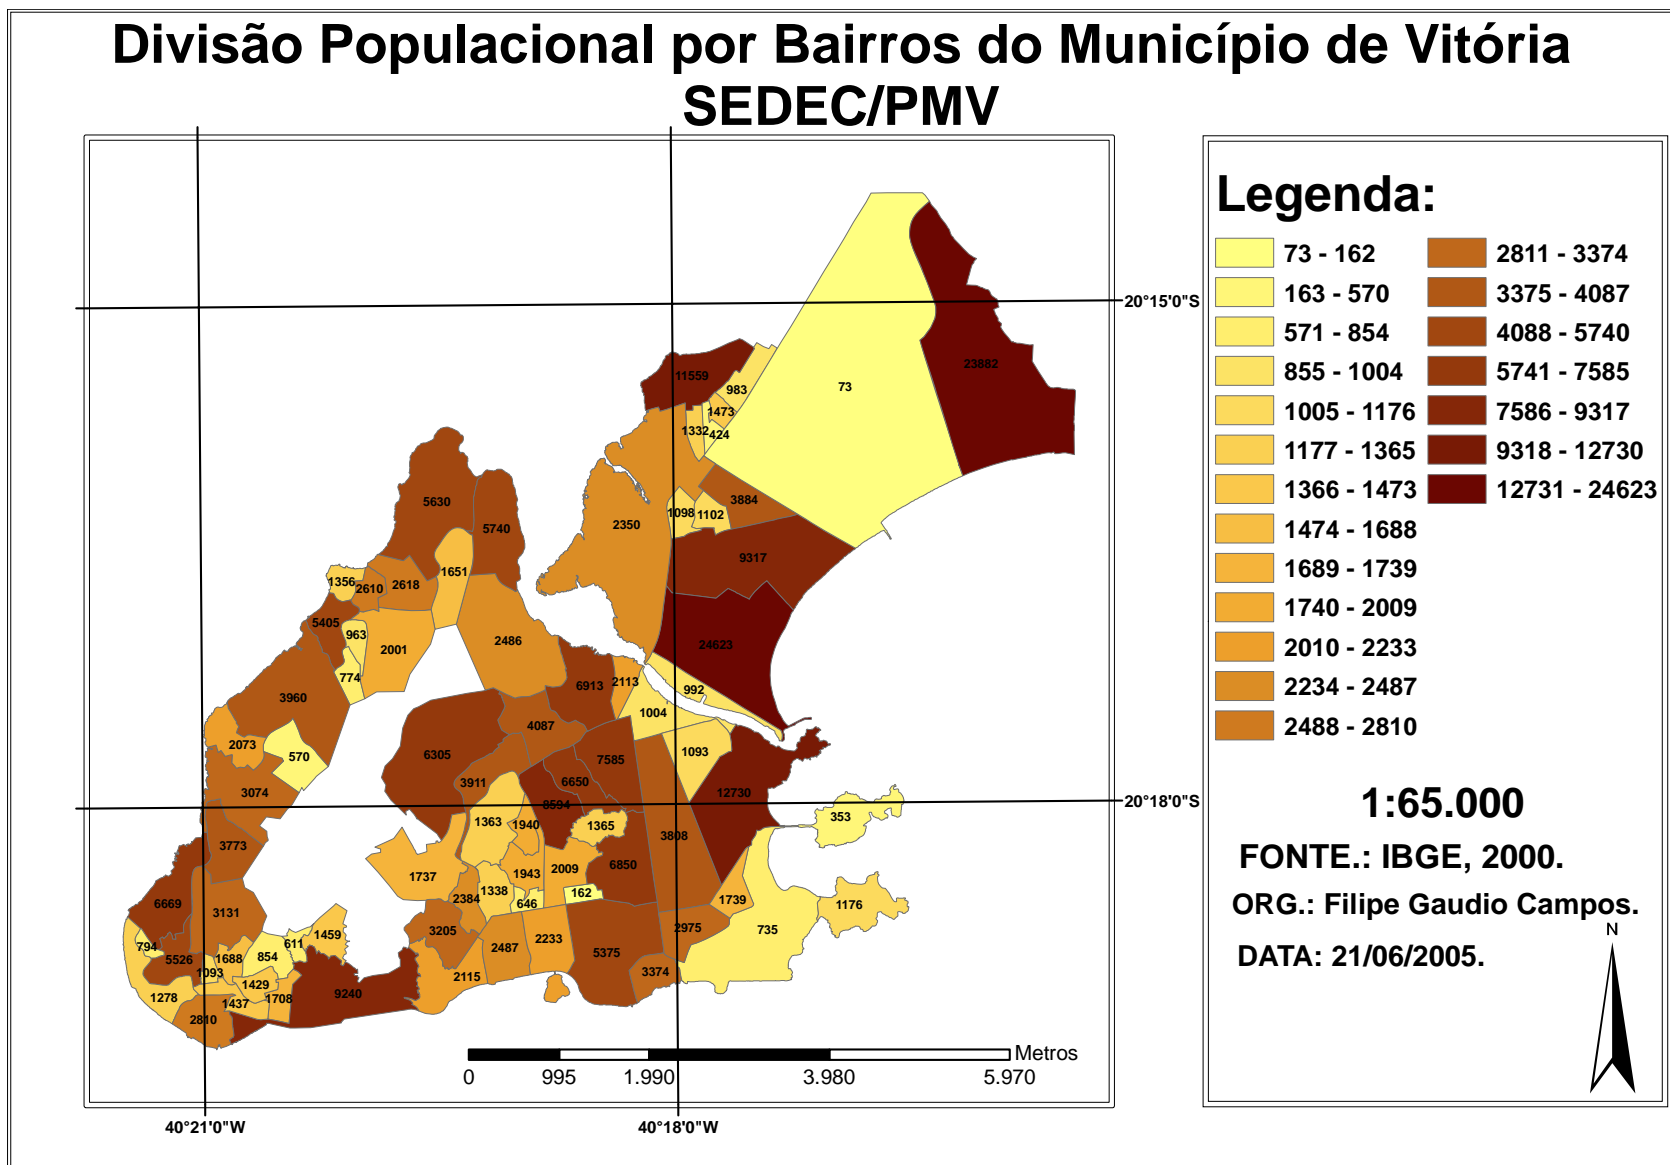 Divisão Populacional por Bairros do Município de Vitória
SEDEC/PMV
20°15'0"S
11559
23882
983
73
1473
1332
424
5630
3884
2350
1098
1102
5740
9317
1651
1356
2618
2610
5405
963
2486
24623
2001
774
6913
2113
992
3960
1004
4087
2073
570
6305
7585
1093
3911
6650
3074
12730
20°18'0"S
8594
353
1363
1940
1365
3808
3773
6850
1737
1943
2009
1338
646
162
2384
1739
1176
6669
3131
3205
2975
735
1459
611
794
2487
2233
5375
5526
1688
854
1093
3374
2115
1429
1278
1437
1708
9240
2810
Metros
0 995 1.990 3.980 5.970
40°21'0"W 40°18'0"W
Legenda:
73 - 162
163 - 570
571 - 854
855 - 1004
1005 - 1176
1177 - 1365
1366 - 1473
1474 - 1688
1689 - 1739
1740 - 2009
2010 - 2233
2234 - 2487
2488 - 2810
2811 - 3374
3375 - 4087
4088 - 5740
5741 - 7585
7586 - 9317
9318 - 12730
12731 - 24623
1:65.000
FONTE.: IBGE, 2000.
ORG.: Filipe Gaudio Campos.
DATA: 21/06/2005.
N